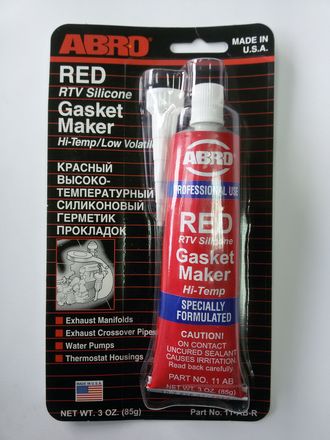 ABRO
MADE IN
U.S.A.
RED
RTV Silicone
Gasket
Maker
Hi-Temp/Low Volatile
КРАСНЫЙ
ВЫСОКО-
ТЕМПЕРАТУРНЫЙ
СИЛИКОНОВЫЙ
ГЕРМЕТИК
ПРОКЛАДОК
Exhaust Manifolds
Exhaust Crossover Pipes
Water Pumps
Thermostat Housings
MADE IN U.S.A.
NET WT. 3 OZ. (85g)
Part No. 11-AB-R
ABRO
PROFESSIONAL USE
RED
RTV Silicone
Gasket
Maker
Hi-Temp
SPECIALLY
FORMULATED
CAUTION!
ON CONTACT
UNCURED SEALANT
CAUSES IRRITATION.
Read back carefully.
PART NO. 11 AB
NET WT. 3 OZ. (85g)